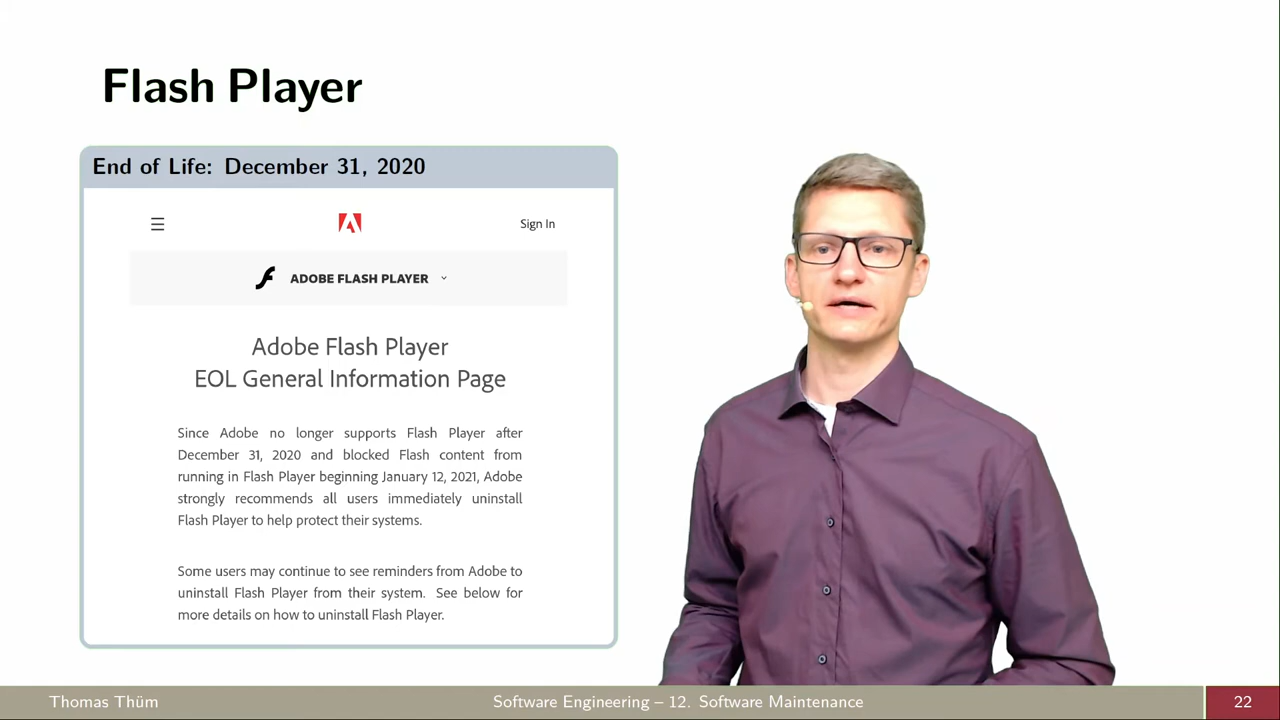 Flash Player
End of Life: December 31, 2020
Sign In
ADOBE FLASH PLAYER
Adobe Flash Player
EOL General Information Page
Since Adobe no longer supports Flash Player after
December 31, 2020 and blocked Flash content from
running in Flash Player beginning January 12, 2021, Adobe
strongly recommends all users immediately uninstall
Flash Player to help protect their systems.
Some users may continue to see reminders from Adobe to
uninstall Flash Player from their system. See below for
more details on how to uninstall Flash Player.
Thomas Thüm
Software Engineering – 12. Software Maintenance
22